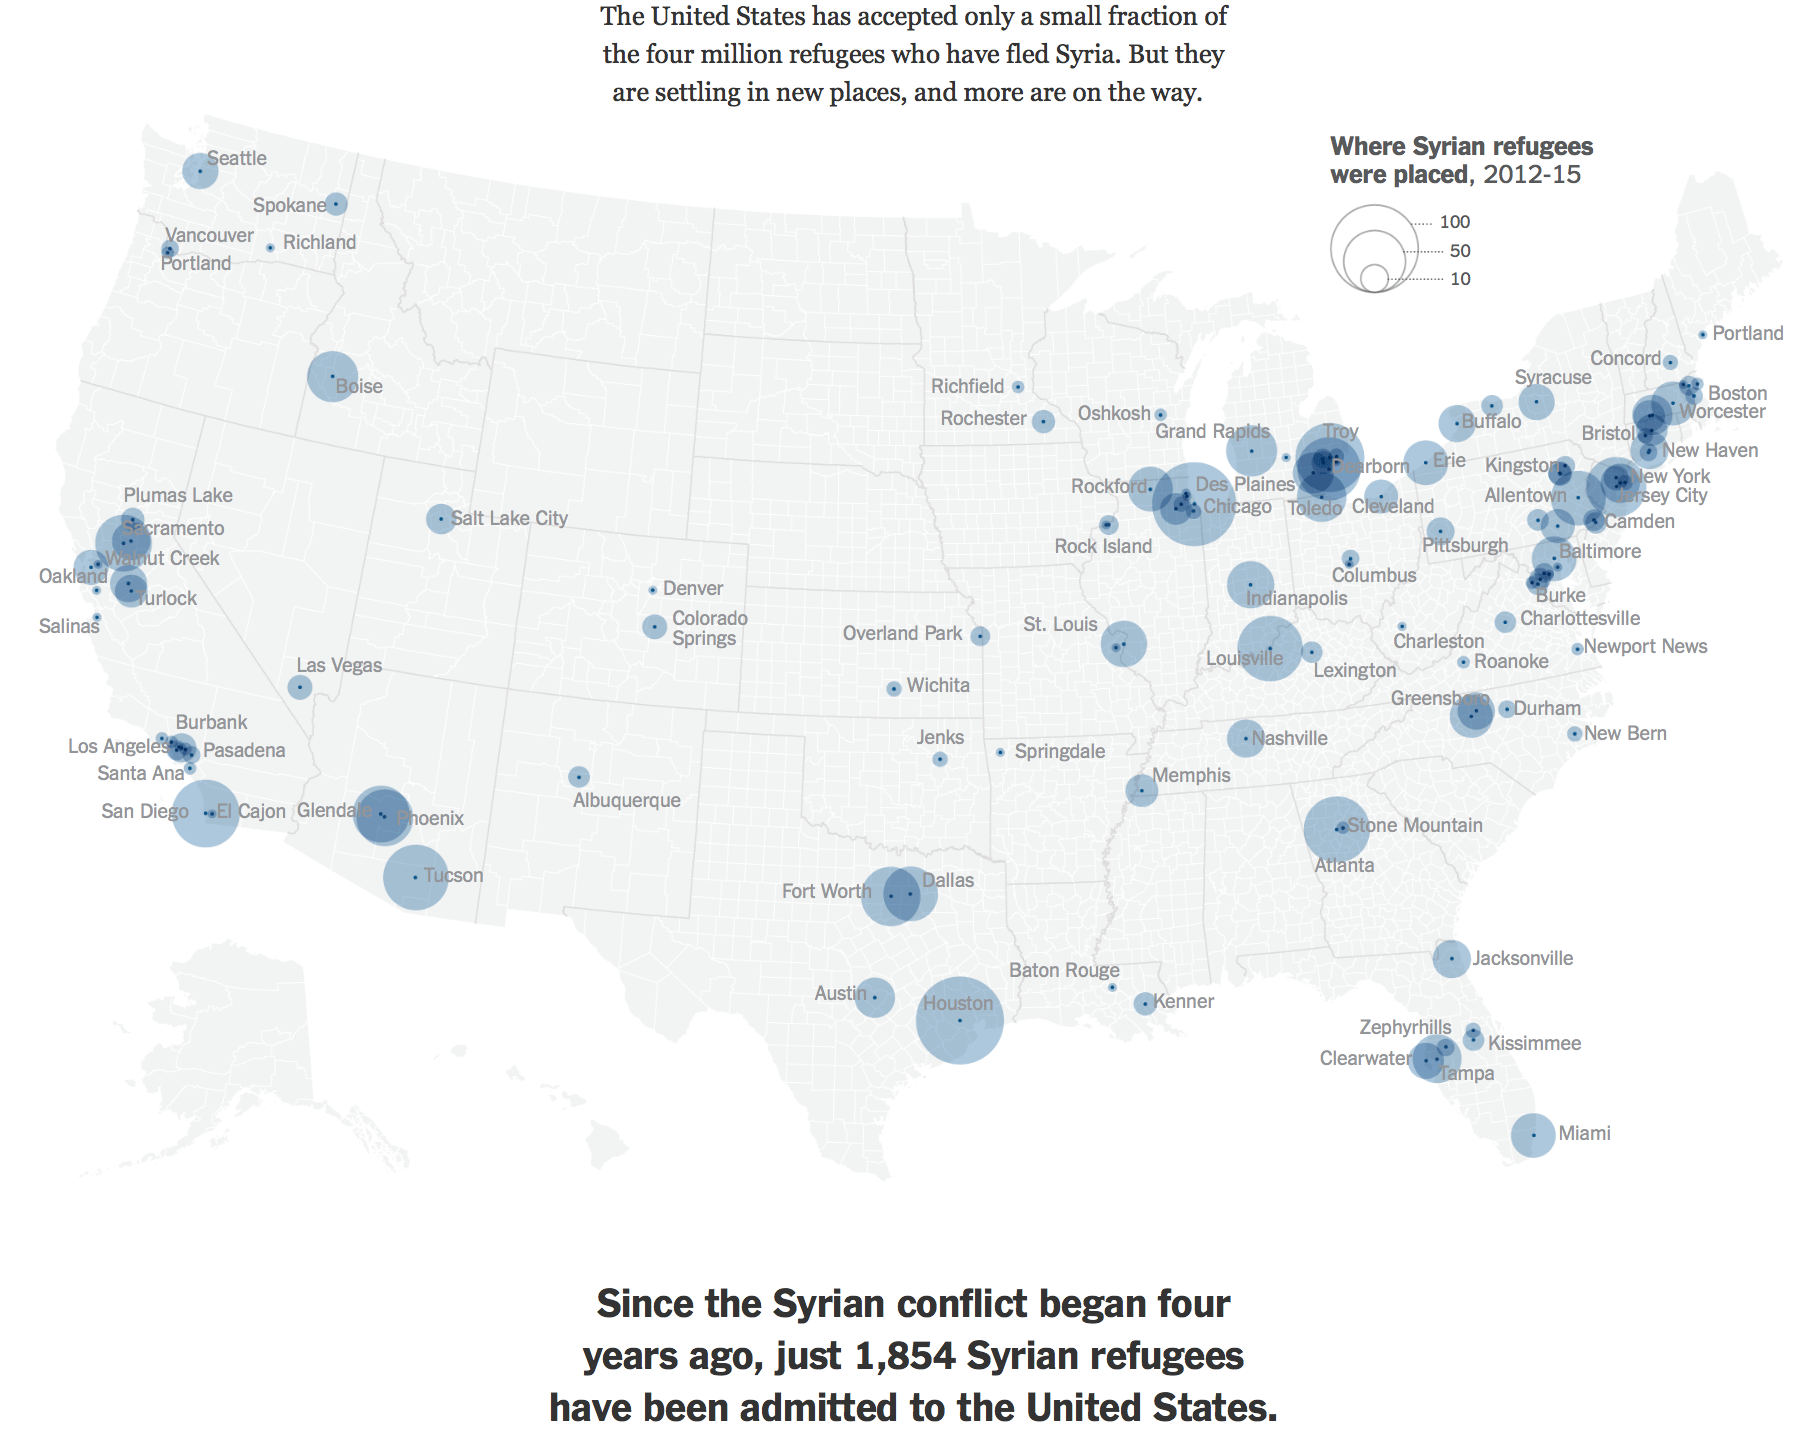 The United States has accepted only a small fraction of
the four million refugees who have fled Syria. But they
are settling in new places, and more are on the way.
Where Syrian refugees
were placed, 2012-15
100
50
10
Seattle
Spokane
Vancouver
Richland
Portland
Boise
Portland
Concord
Syracuse
Richfield
Boston
Rochester
Oshkosh
Worcester
Buffalo
Grand Rapids
Troy
Bristol
New Haven
Erie
Dearborn
Kingston
New York
Rockford
Des Plaines
Allentown
Jersey City
Plumas Lake
Chicago
Toledo
Cleveland
Salt Lake City
Camden
Sacramento
Rock Island
Pittsburgh
Baltimore
Walnut Creek
Oakland
Columbus
Denver
Burke
Turlock
Indianapolis
Colorado
Springs
Charlottesville
Salinas
St. Louis
Overland Park
Charleston
Newport News
Las Vegas
Louisville
Lexington
Roanoke
Wichita
Greensboro
Durham
Burbank
Los Angeles
Pasadena
Jenks
Springdale
Nashville
New Bern
Santa Ana
Albuquerque
Memphis
San Diego
El Cajon
Glendale
Phoenix
Stone Mountain
Atlanta
Tucson
Fort Worth
Dallas
Jacksonville
Baton Rouge
Austin
Houston
Kenner
Zephyrhills
Kissimmee
Clearwater
Tampa
Miami
Since the Syrian conflict began four
years ago, just 1,854 Syrian refugees
have been admitted to the United States.